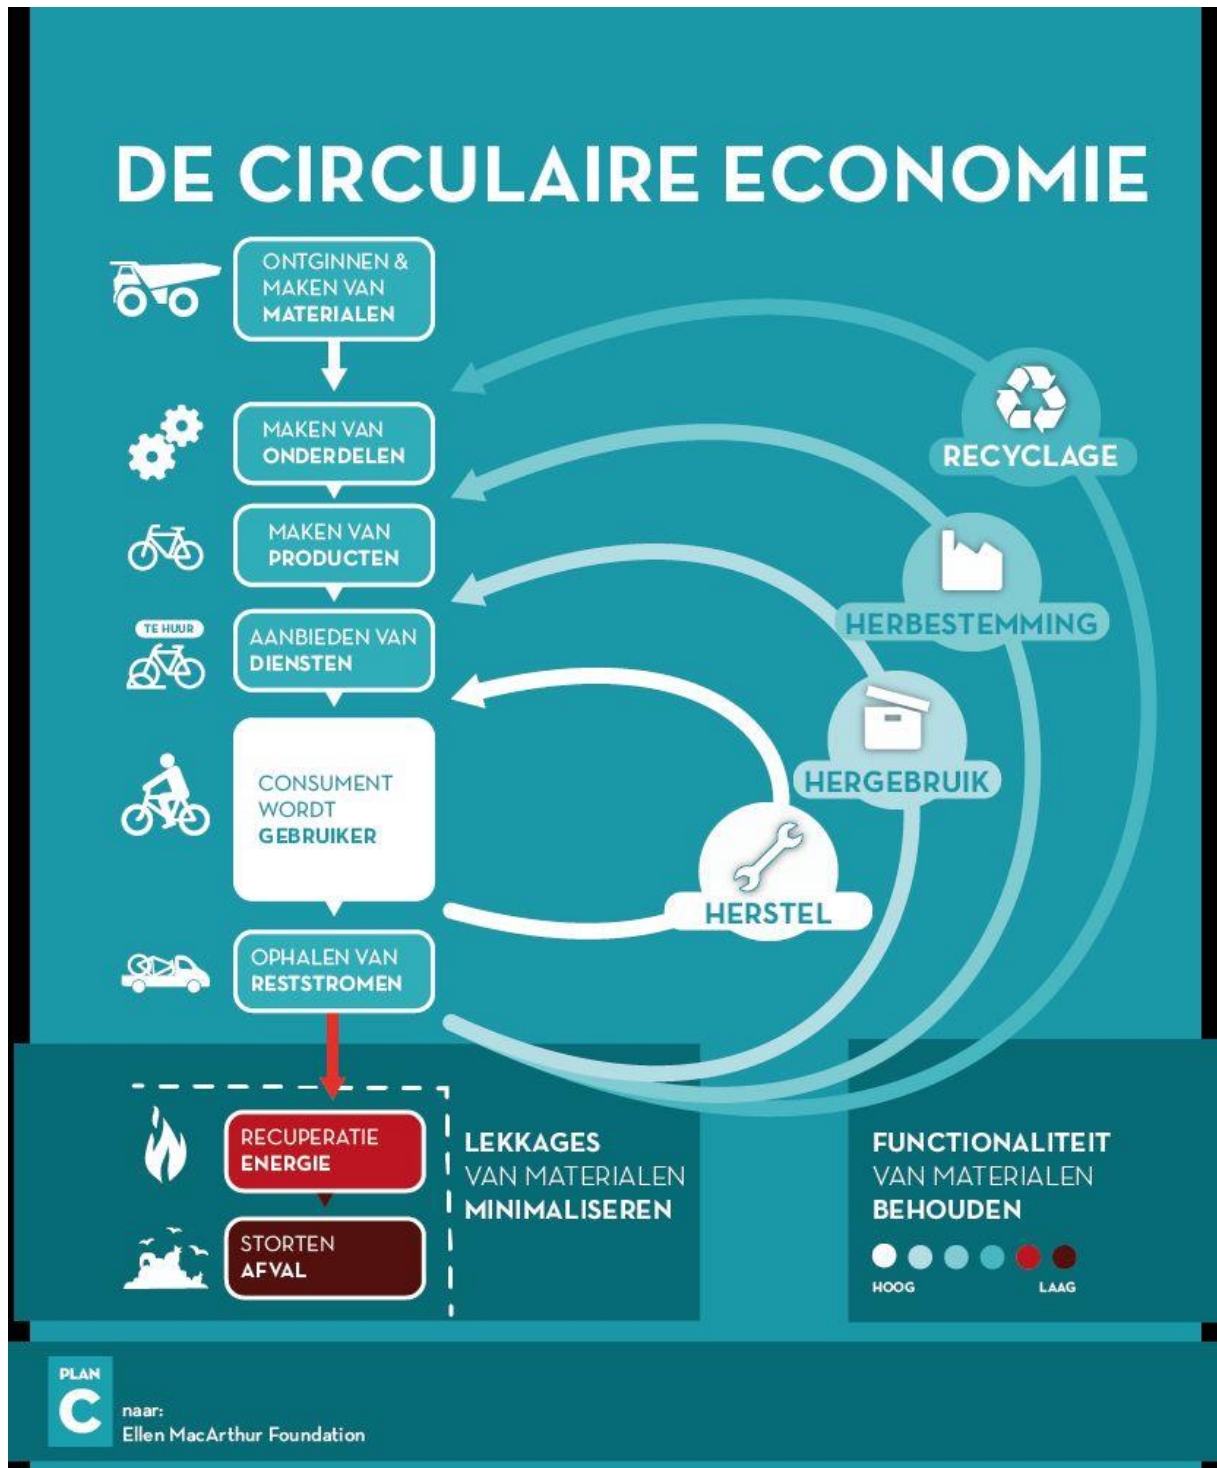 DE CIRCULAIRE ECONOMIE
ONTGINNEN &
MAKEN VAN
MATERIALEN
MAKEN VAN
ONDERDELEN
MAKEN VAN
PRODUCTEN
TE HUUR
AANBIEDEN VAN
DIENSTEN
CONSUMENT
WORDT
GEBRUIKER
OPHALEN VAN
RESTSTROMEN
RECYCLAGE
HERBESTEMMING
HERGEBRUIK
HERSTEL
RECUPERATIE
ENERGIE
STORTEN
AFVAL
LEKKAGES
VAN MATERIALEN
MINIMALISEREN
FUNCTIONALITEIT
VAN MATERIALEN
BEHOUDEN
HOOG
LAAG
PLAN
C
naar:
Ellen MacArthur Foundation